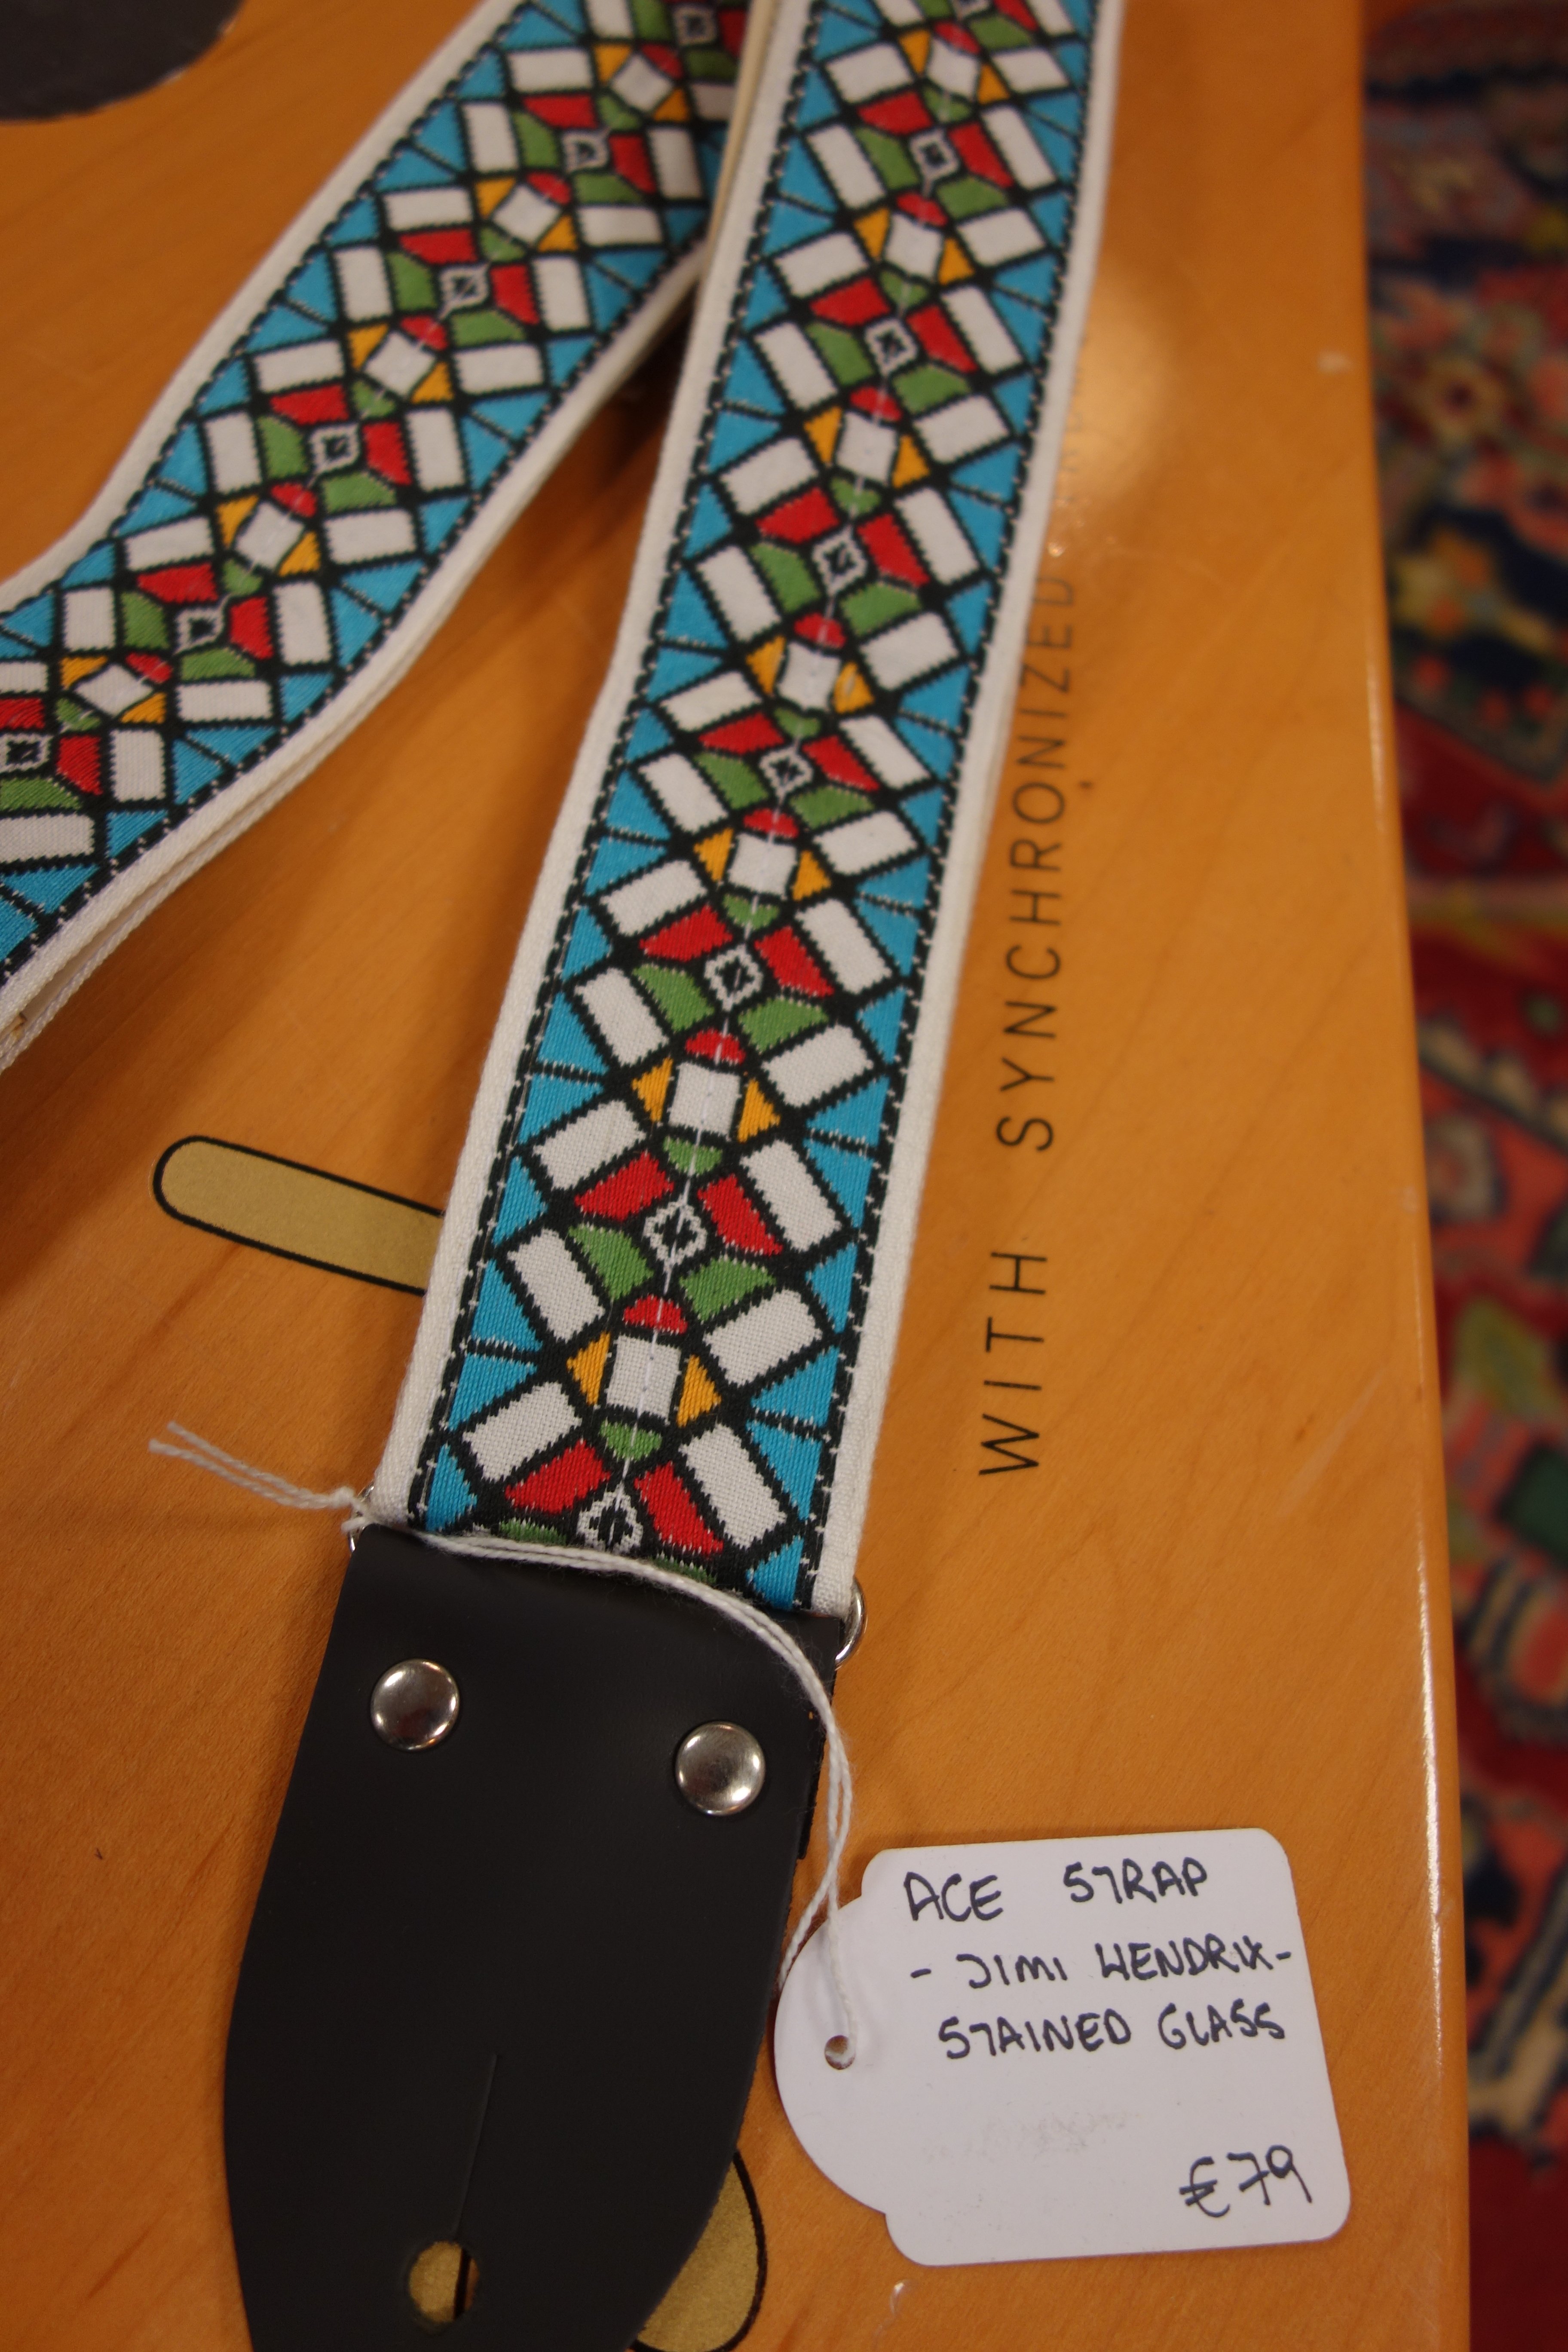 WITH SYNCHRONIZED
ACE STRAP
- JIMI HENDRIX -
STAINED GLASS
€79